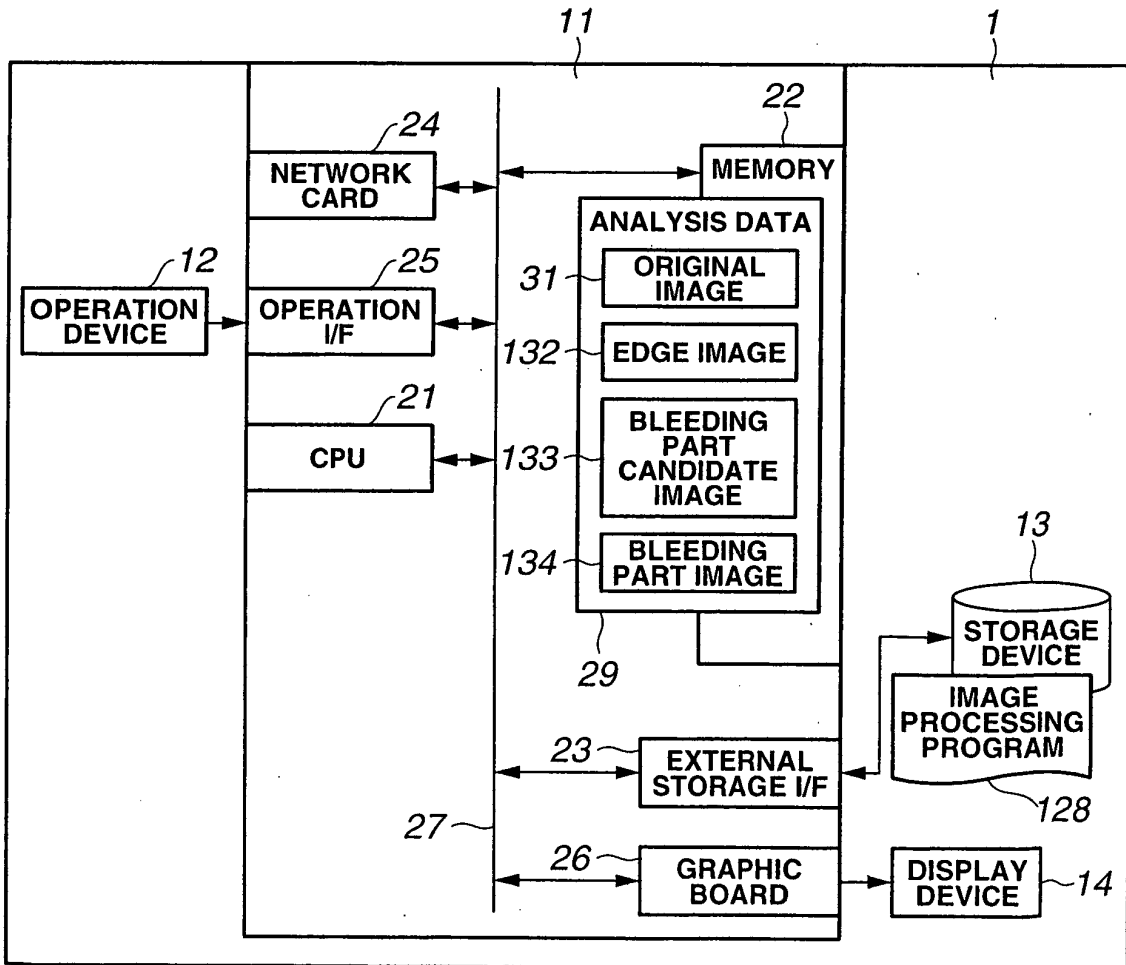 11
1
22
24
MEMORY
NETWORK
CARD
ANALYSIS DATA
12
25
31
ORIGINAL
IMAGE
OPERATION
DEVICE
OPERATION
I/F
132
EDGE IMAGE
21
CPU
133
BLEEDING
PART
CANDIDATE
IMAGE
134
BLEEDING
PART IMAGE
13
STORAGE
DEVICE
29
IMAGE
PROCESSING
PROGRAM
23
EXTERNAL
STORAGE I/F
128
27
26
GRAPHIC
BOARD
DISPLAY
DEVICE
14